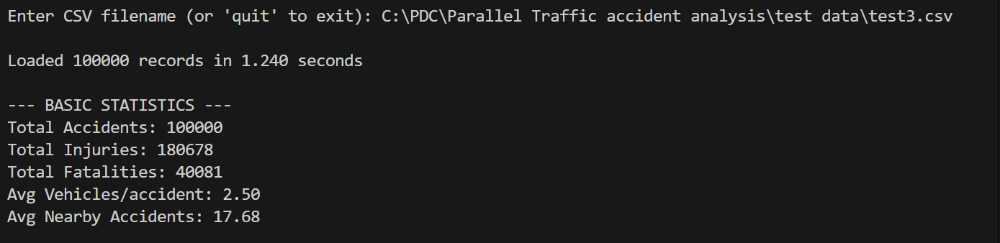 Enter CSV filename (or 'quit' to exit): C:\PDC\Parallel Traffic accident analysis\test data\test3.csv
Loaded 100000 records in 1.240 seconds
--- BASIC STATISTICS ---
Total Accidents: 100000
Total Injuries: 180678
Total Fatalities: 40081
Avg Vehicles/accident: 2.50
Avg Nearby Accidents: 17.68